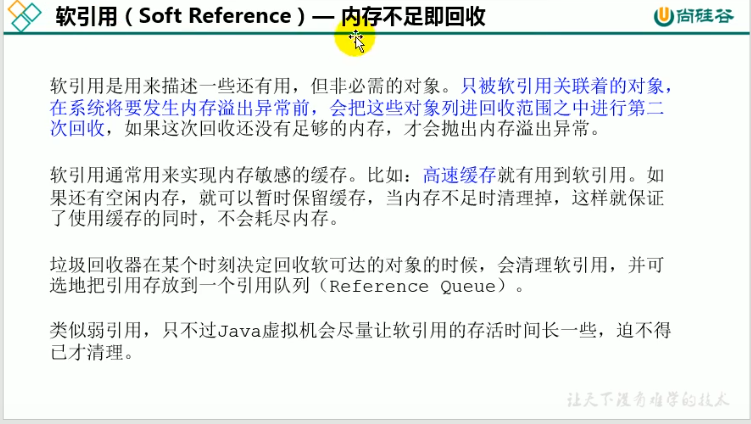 软引用（Soft Reference）— 内存不足即回收
尚硅谷
软引用是用来描述一些还有用，但非必需的对象。只被软引用关联着的对象，
在系统将要发生内存溢出异常前，会把这些对象列进回收范围之中进行第二
次回收，如果这次回收还没有足够的内存，才会抛出内存溢出异常。
软引用通常用来实现内存敏感的缓存。比如：高速缓存就有用到软引用。如
果还有空闲内存，就可以暂时保留缓存，当内存不足时清理掉，这样就保证
了使用缓存的同时，不会耗尽内存。
垃圾回收器在某个时刻决定回收软可达的对象的时候，会清理软引用，并可
选地把引用存放到一个引用队列（Reference Queue）。
类似弱引用，只不过Java虚拟机会尽量让软引用的存活时间长一些，迫不得
已才清理。
让天下没有难学的技术